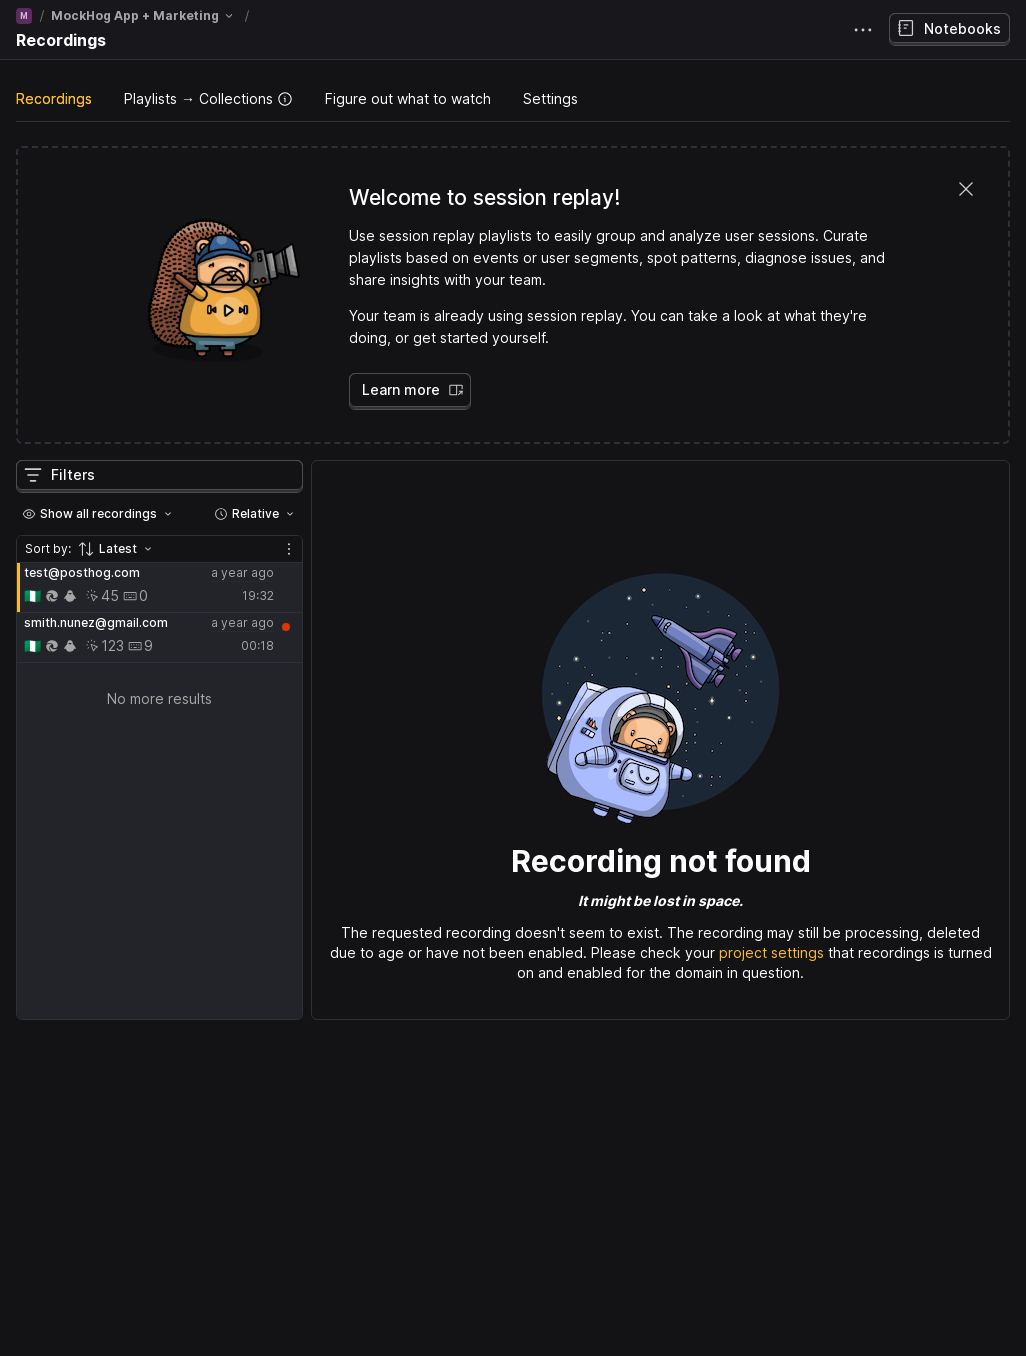 M / MockHog App + Marketing /
Recordings
Notebooks
Recordings
Playlists → Collections
Figure out what to watch
Settings
Welcome to session replay!
Use session replay playlists to easily group and analyze user sessions. Curate
playlists based on events or user segments, spot patterns, diagnose issues, and
share insights with your team.
Your team is already using session replay. You can take a look at what they're
doing, or get started yourself.
Learn more
Filters
Show all recordings
Relative
Sort by: Latest
test@posthog.com a year ago
45 0 19:32
smith.nunez@gmail.com a year ago
123 9 00:18
No more results
Recording not found
It might be lost in space.
The requested recording doesn't seem to exist. The recording may still be processing, deleted
due to age or have not been enabled. Please check your project settings that recordings is turned
on and enabled for the domain in question.